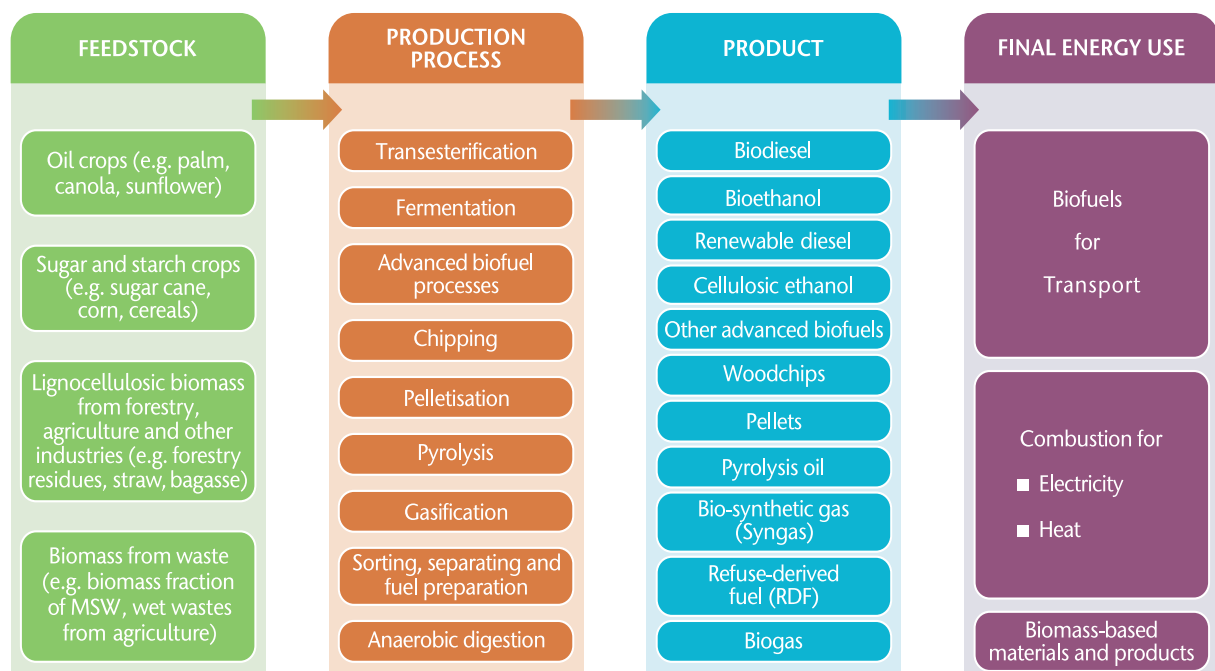 FEEDSTOCK
Oil crops (e.g. palm,
canola, sunflower)
Sugar and starch crops
(e.g. sugar cane,
corn, cereals)
Lignocellulosic biomass
from forestry,
agriculture and other
industries (e.g. forestry
residues, straw, bagasse)
Biomass from waste
(e.g. biomass fraction
of MSW, wet wastes
from agriculture)
PRODUCTION
PROCESS
Transesterification
Fermentation
Advanced biofuel
processes
Chipping
Pelletisation
Pyrolysis
Gasification
Sorting, separating and
fuel preparation
Anaerobic digestion
PRODUCT
Biodiesel
Bioethanol
Renewable diesel
Cellulosic ethanol
Other advanced biofuels
Woodchips
Pellets
Pyrolysis oil
Bio-synthetic gas
(Syngas)
Refuse-derived
fuel (RDF)
Biogas
FINAL ENERGY USE
Biofuels
for
Transport
Combustion for
■ Electricity
■ Heat
Biomass-based
materials and products